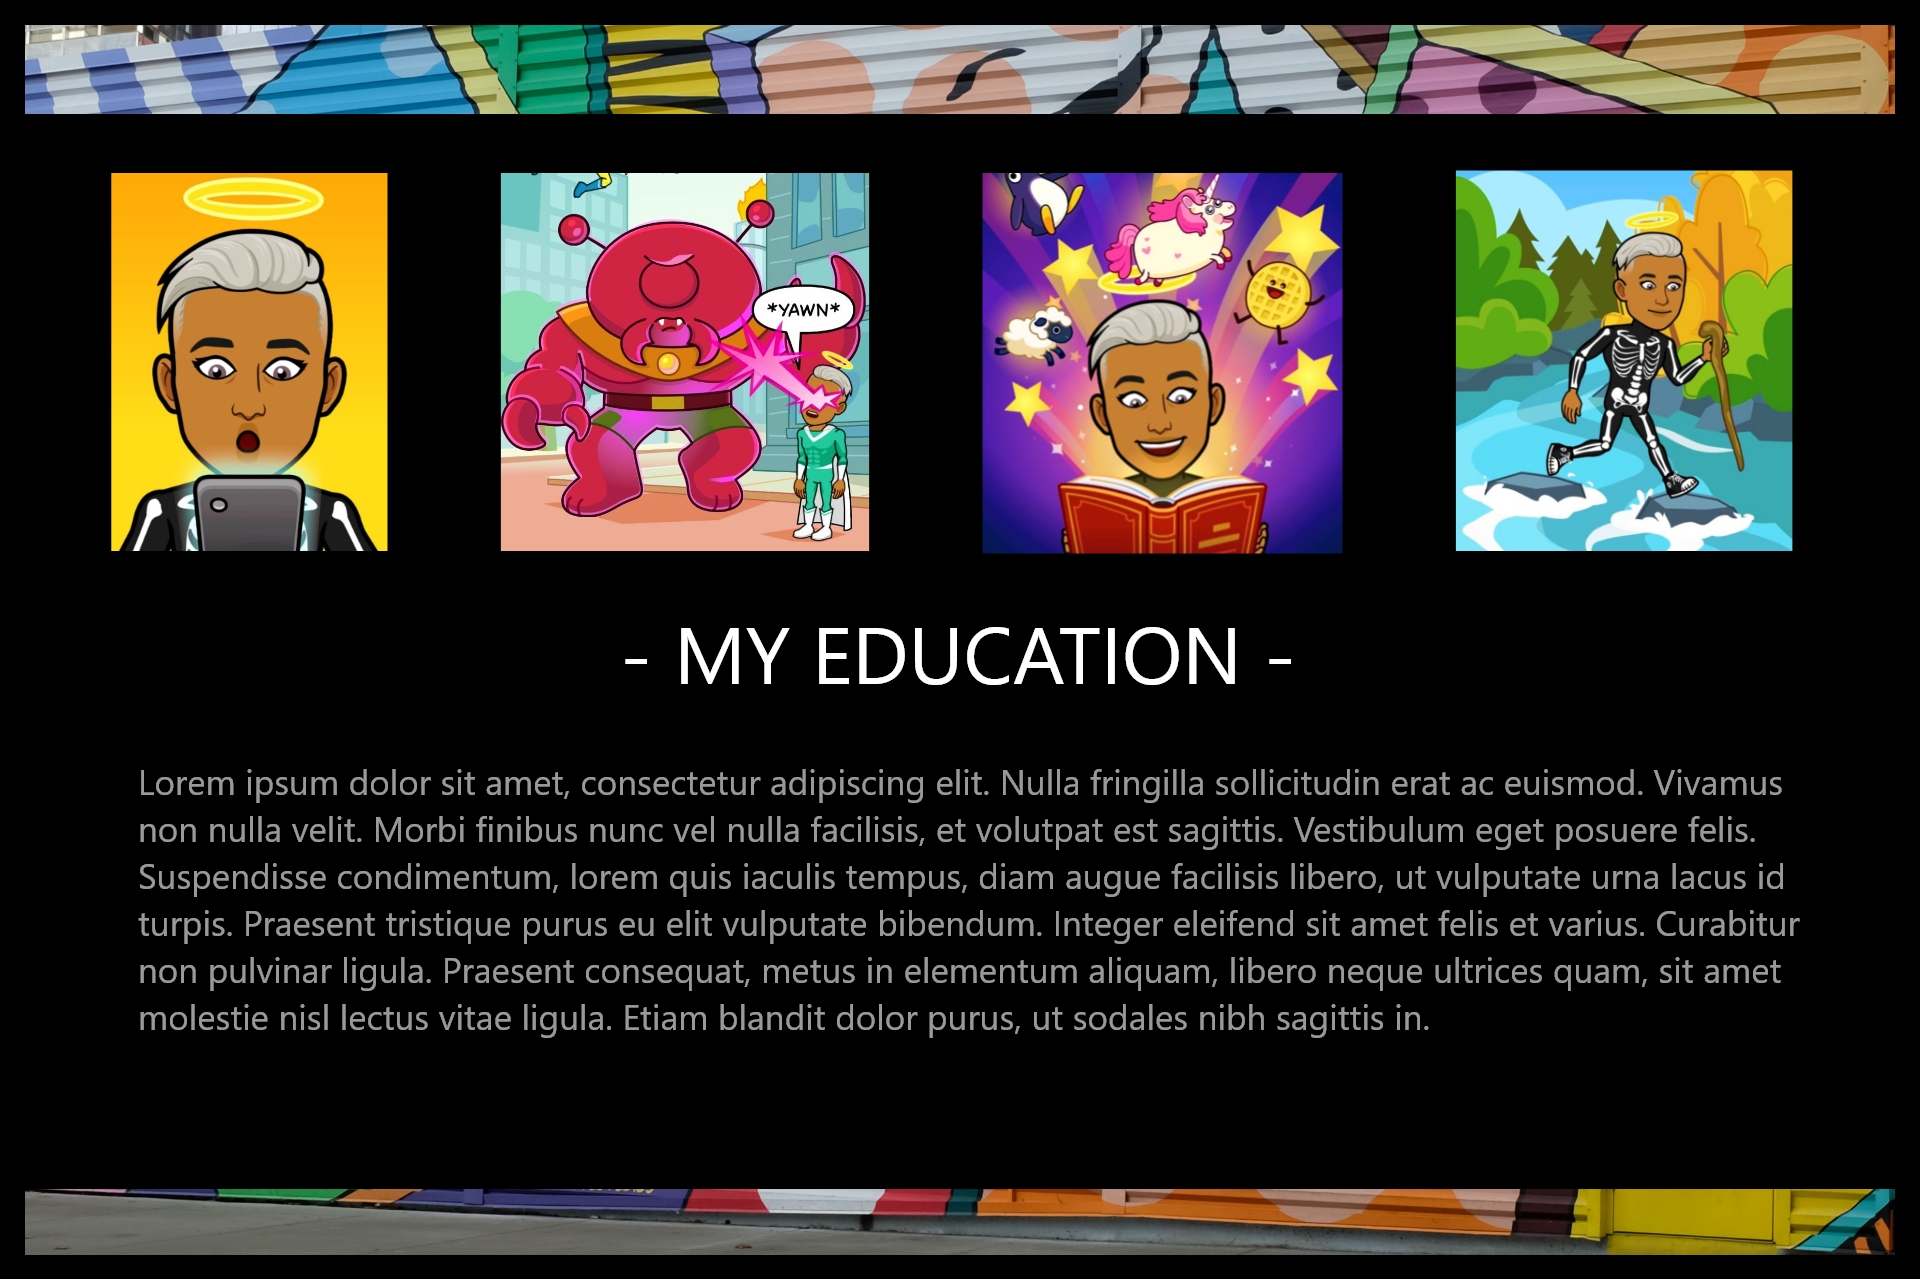 *YAWN*
- MY EDUCATION -
Lorem ipsum dolor sit amet, consectetur adipiscing elit. Nulla fringilla sollicitudin erat ac euismod. Vivamus
non nulla velit. Morbi finibus nunc vel nulla facilisis, et volutpat est sagittis. Vestibulum eget posuere felis.
Suspendisse condimentum, lorem quis iaculis tempus, diam augue facilisis libero, ut vulputate urna lacus id
turpis. Praesent tristique purus eu elit vulputate bibendum. Integer eleifend sit amet felis et varius. Curabitur
non pulvinar ligula. Praesent consequat, metus in elementum aliquam, libero neque ultrices quam, sit amet
molestie nisl lectus vitae ligula. Etiam blandit dolor purus, ut sodales nibh sagittis in.